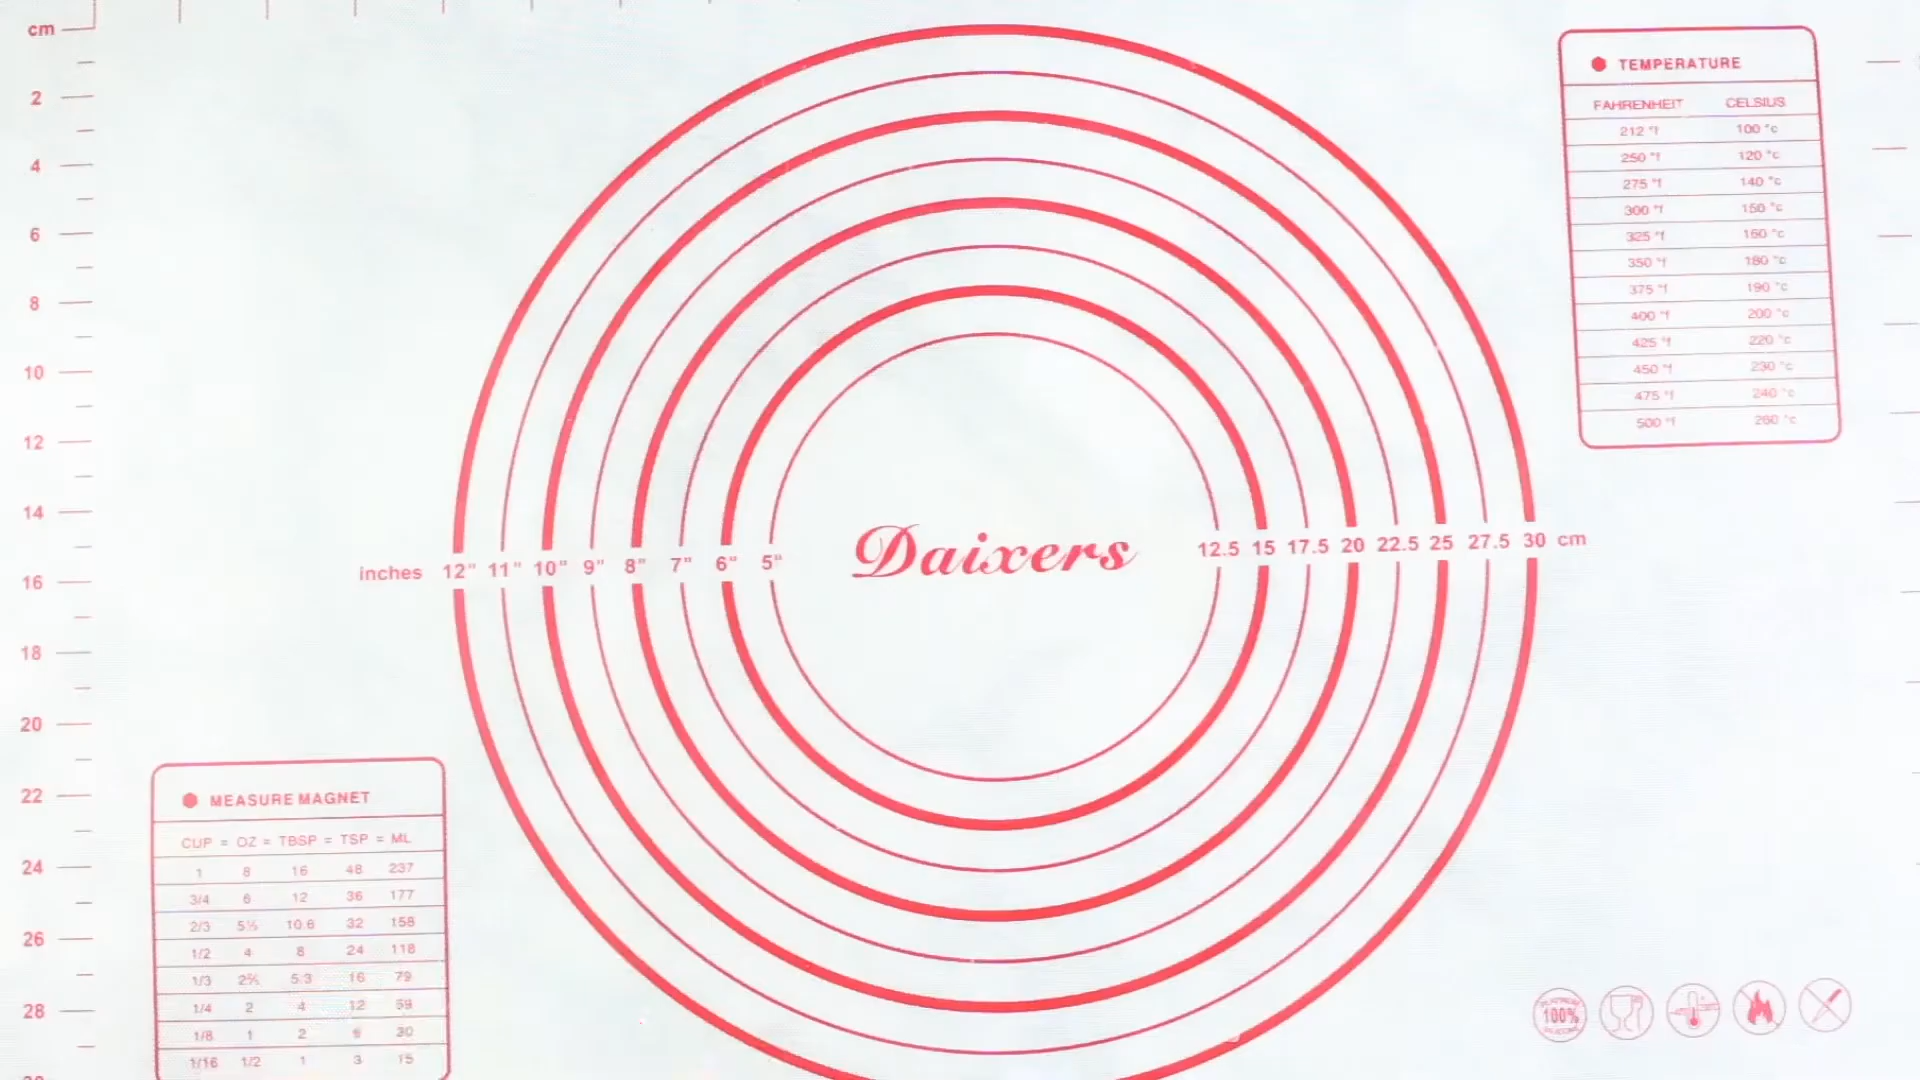 cm
2
4
6
8
10
12
14
16
18
20
22
24
26
28
TEMPERATURE
FAHRENHEIT CELSIUS
212 °f 100 °c
250 °f 120 °c
275 °f 140 °c
300 °f 150 °c
325 °f 160 °c
350 °f 180 °c
375 °f 190 °c
400 °f 200 °c
425 °f 220 °c
450 °f 230 °c
475 °f 240 °c
500 °f 260 °c
inches 12" 11" 10" 9" 8" 7" 6" 5"
Daixers
12.5 15 17.5 20 22.5 25 27.5 30 cm
MEASURE MAGNET
CUP = OZ = TBSP = TSP = ML
1 8 16 48 237
3/4 6 12 36 177
2/3 5⅓ 10.6 32 158
1/2 4 8 24 118
1/3 16 79
1/4 2 4 12 59
1/8 1 2 6 30
1/16 1/2 1 3 15
PLATINUM
100%
SILICONE